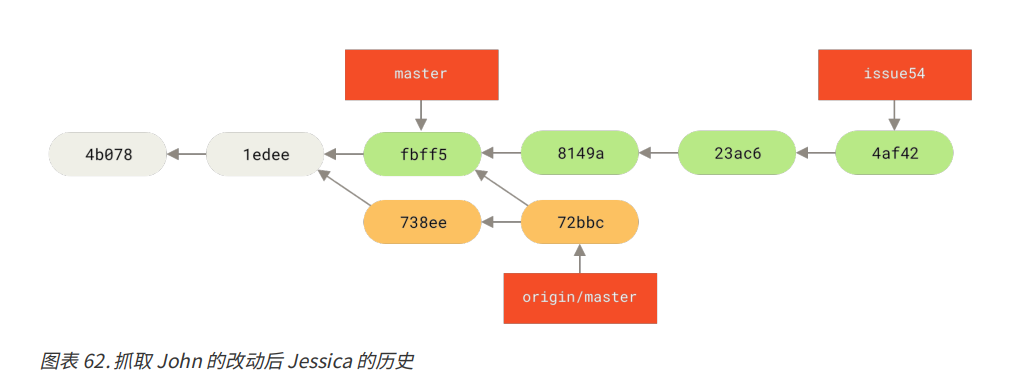 master
issue54
4b078
1edee
fbff5
8149a
23ac6
4af42
738ee
72bbc
origin/master
图表 62. 抓取 John 的改动后 Jessica 的历史